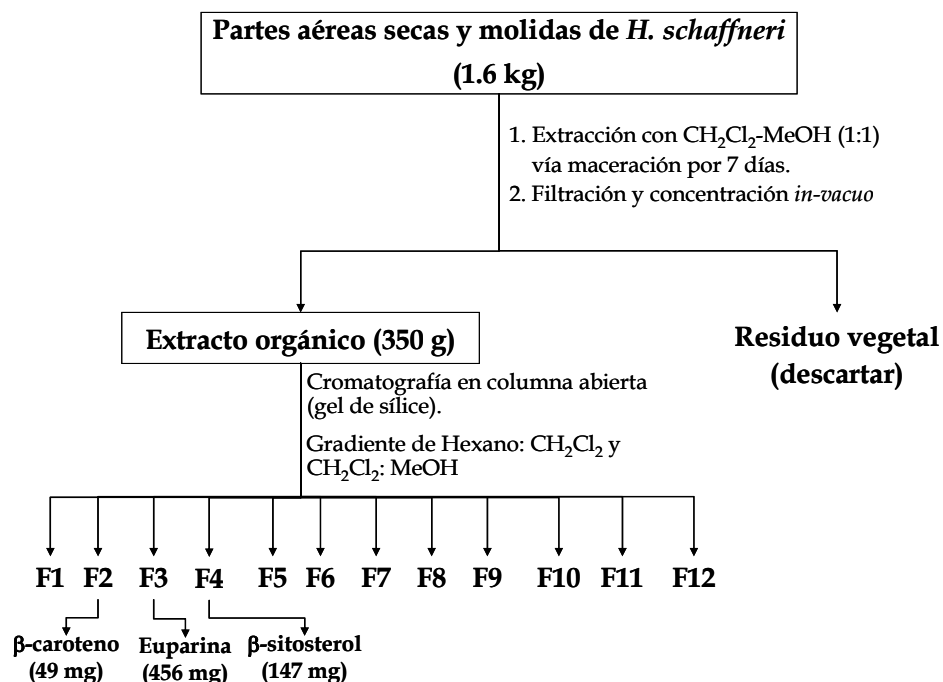 Partes aéreas secas y molidas de H. schaffneri
(1.6 kg)
1. Extracción con CH₂Cl₂-MeOH (1:1)
vía maceración por 7 días.
2. Filtración y concentración in-vacuo
Extracto orgánico (350 g)
Residuo vegetal
(descartar)
Cromatografía en columna abierta
(gel de sílice).
Gradiente de Hexano: CH₂Cl₂ y
CH₂Cl₂: MeOH
F1 F2 F3 F4 F5 F6 F7 F8 F9 F10 F11 F12
β-caroteno
(49 mg)
Euparina
(456 mg)
β-sitosterol
(147 mg)